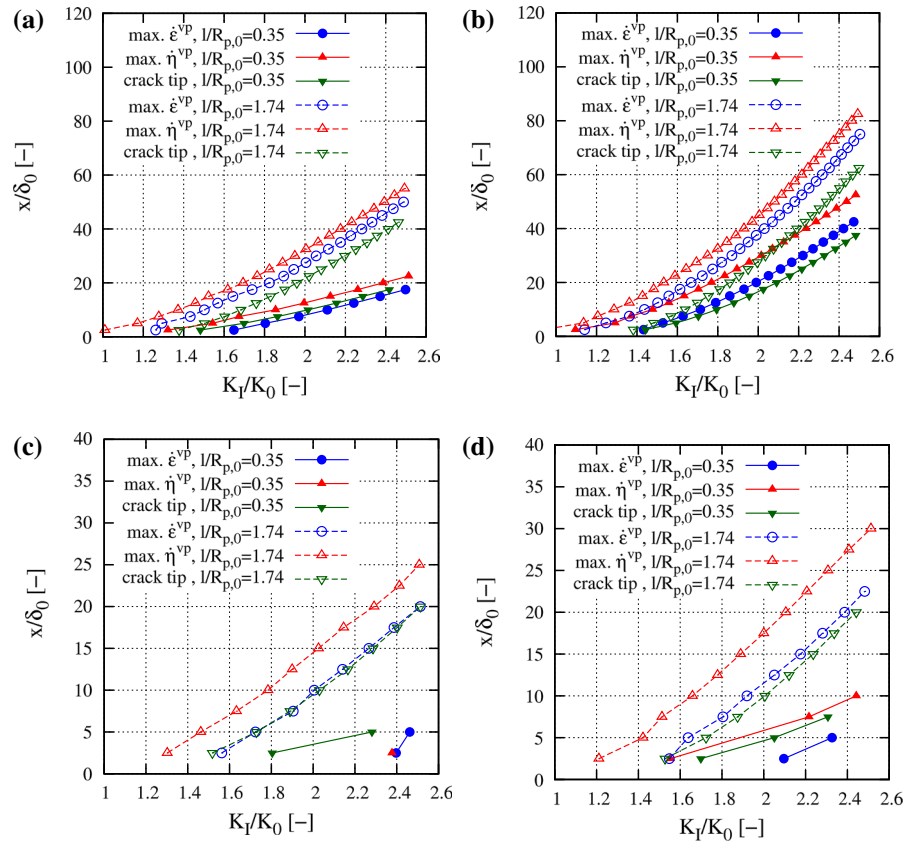 (a)
120
100
80
60
40
20
0
x/δ0 [–]
max. ε̇vp, l/Rp,0=0.35
max. η̇vp, l/Rp,0=0.35
crack tip , l/Rp,0=0.35
max. ε̇vp, l/Rp,0=1.74
max. η̇vp, l/Rp,0=1.74
crack tip , l/Rp,0=1.74
1 1.2 1.4 1.6 1.8 2 2.2 2.4 2.6
KI/K0 [–]
(b)
120
100
80
60
40
20
0
x/δ0 [–]
max. ε̇vp, l/Rp,0=0.35
max. η̇vp, l/Rp,0=0.35
crack tip , l/Rp,0=0.35
max. ε̇vp, l/Rp,0=1.74
max. η̇vp, l/Rp,0=1.74
crack tip , l/Rp,0=1.74
1 1.2 1.4 1.6 1.8 2 2.2 2.4 2.6
KI/K0 [–]
(c)
40
35
30
25
20
15
10
5
0
x/δ0 [–]
max. ε̇vp, l/Rp,0=0.35
max. η̇vp, l/Rp,0=0.35
crack tip , l/Rp,0=0.35
max. ε̇vp, l/Rp,0=1.74
max. η̇vp, l/Rp,0=1.74
crack tip , l/Rp,0=1.74
1 1.2 1.4 1.6 1.8 2 2.2 2.4 2.6
KI/K0 [–]
(d)
40
35
30
25
20
15
10
5
0
x/δ0 [–]
max. ε̇vp, l/Rp,0=0.35
max. η̇vp, l/Rp,0=0.35
crack tip , l/Rp,0=0.35
max. ε̇vp, l/Rp,0=1.74
max. η̇vp, l/Rp,0=1.74
crack tip , l/Rp,0=1.74
1 1.2 1.4 1.6 1.8 2 2.2 2.4 2.6
KI/K0 [–]